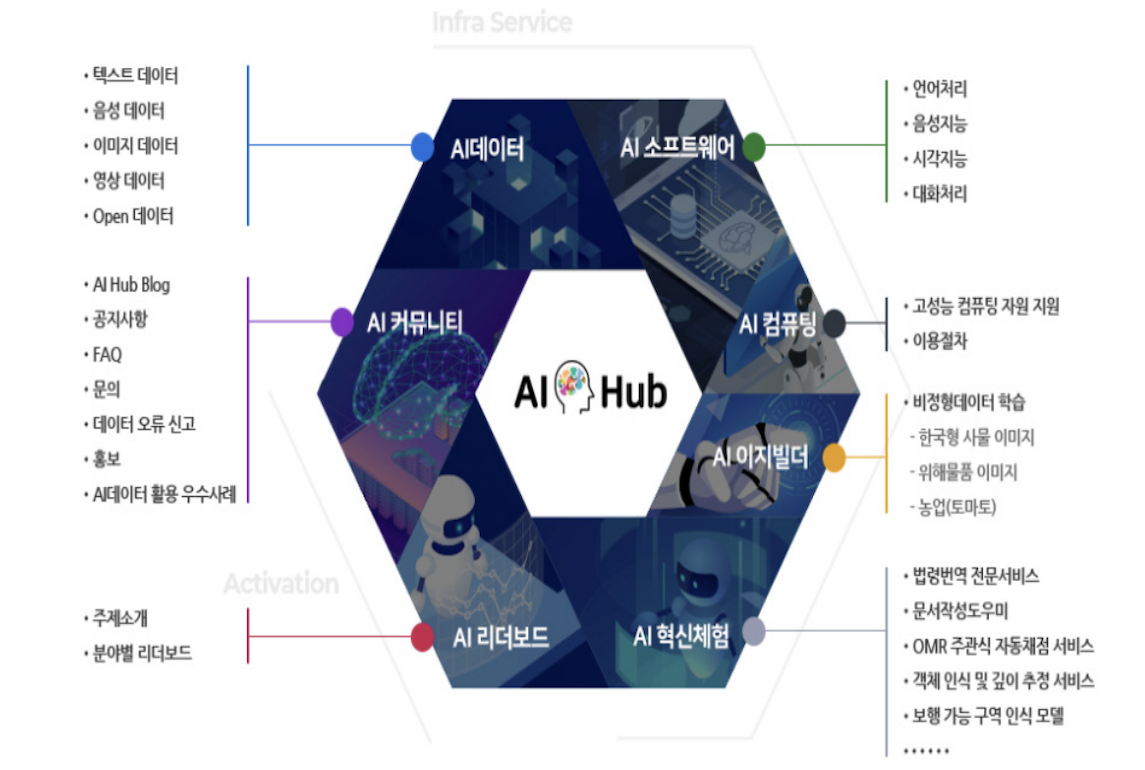 Infra Service
AI데이터
• 텍스트 데이터
• 음성 데이터
• 이미지 데이터
• 영상 데이터
• Open 데이터
AI 소프트웨어
• 언어처리
• 음성지능
• 시각지능
• 대화처리
AI 커뮤니티
• AI Hub Blog
• 공지사항
• FAQ
• 문의
• 데이터 오류 신고
• 홍보
• AI데이터 활용 우수사례
AI 컴퓨팅
• 고성능 컴퓨팅 자원 지원
• 이용절차
AI Hub
AI 이지빌더
• 비정형데이터 학습
- 한국형 사물 이미지
- 위해물품 이미지
- 농업(토마토)
Activation
AI 리더보드
• 주제소개
• 분야별 리더보드
AI 혁신체험
• 법령번역 전문서비스
• 문서작성도우미
• OMR 주관식 자동채점 서비스
• 객체 인식 및 깊이 추정 서비스
• 보행 가능 구역 인식 모델
••••••